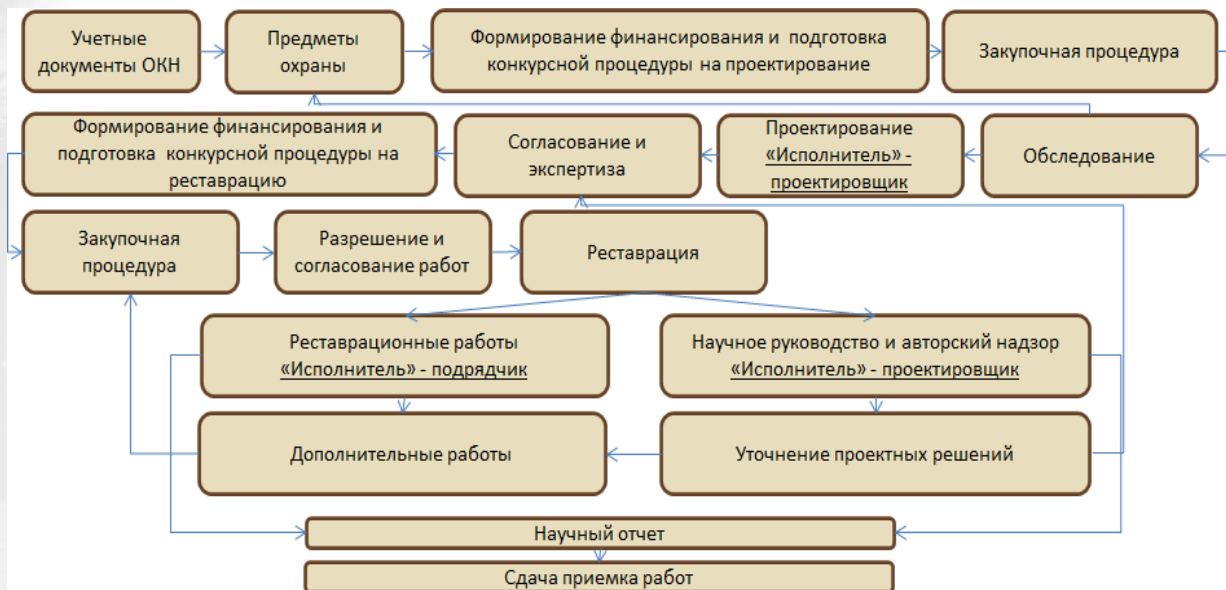 Учетные
документы ОКН
Предметы
охраны
Формирование финансирования и подготовка
конкурсной процедуры на проектирование
Закупочная процедура
Формирование финансирования и
подготовка конкурсной процедуры на
реставрацию
Согласование и
экспертиза
Проектирование
«Исполнитель» -
проектировщик
Обследование
Закупочная
процедура
Разрешение и
согласование работ
Реставрация
Реставрационные работы
«Исполнитель» - подрядчик
Научное руководство и авторский надзор
«Исполнитель» - проектировщик
Дополнительные работы
Уточнение проектных решений
Научный отчет
Сдача приемка работ